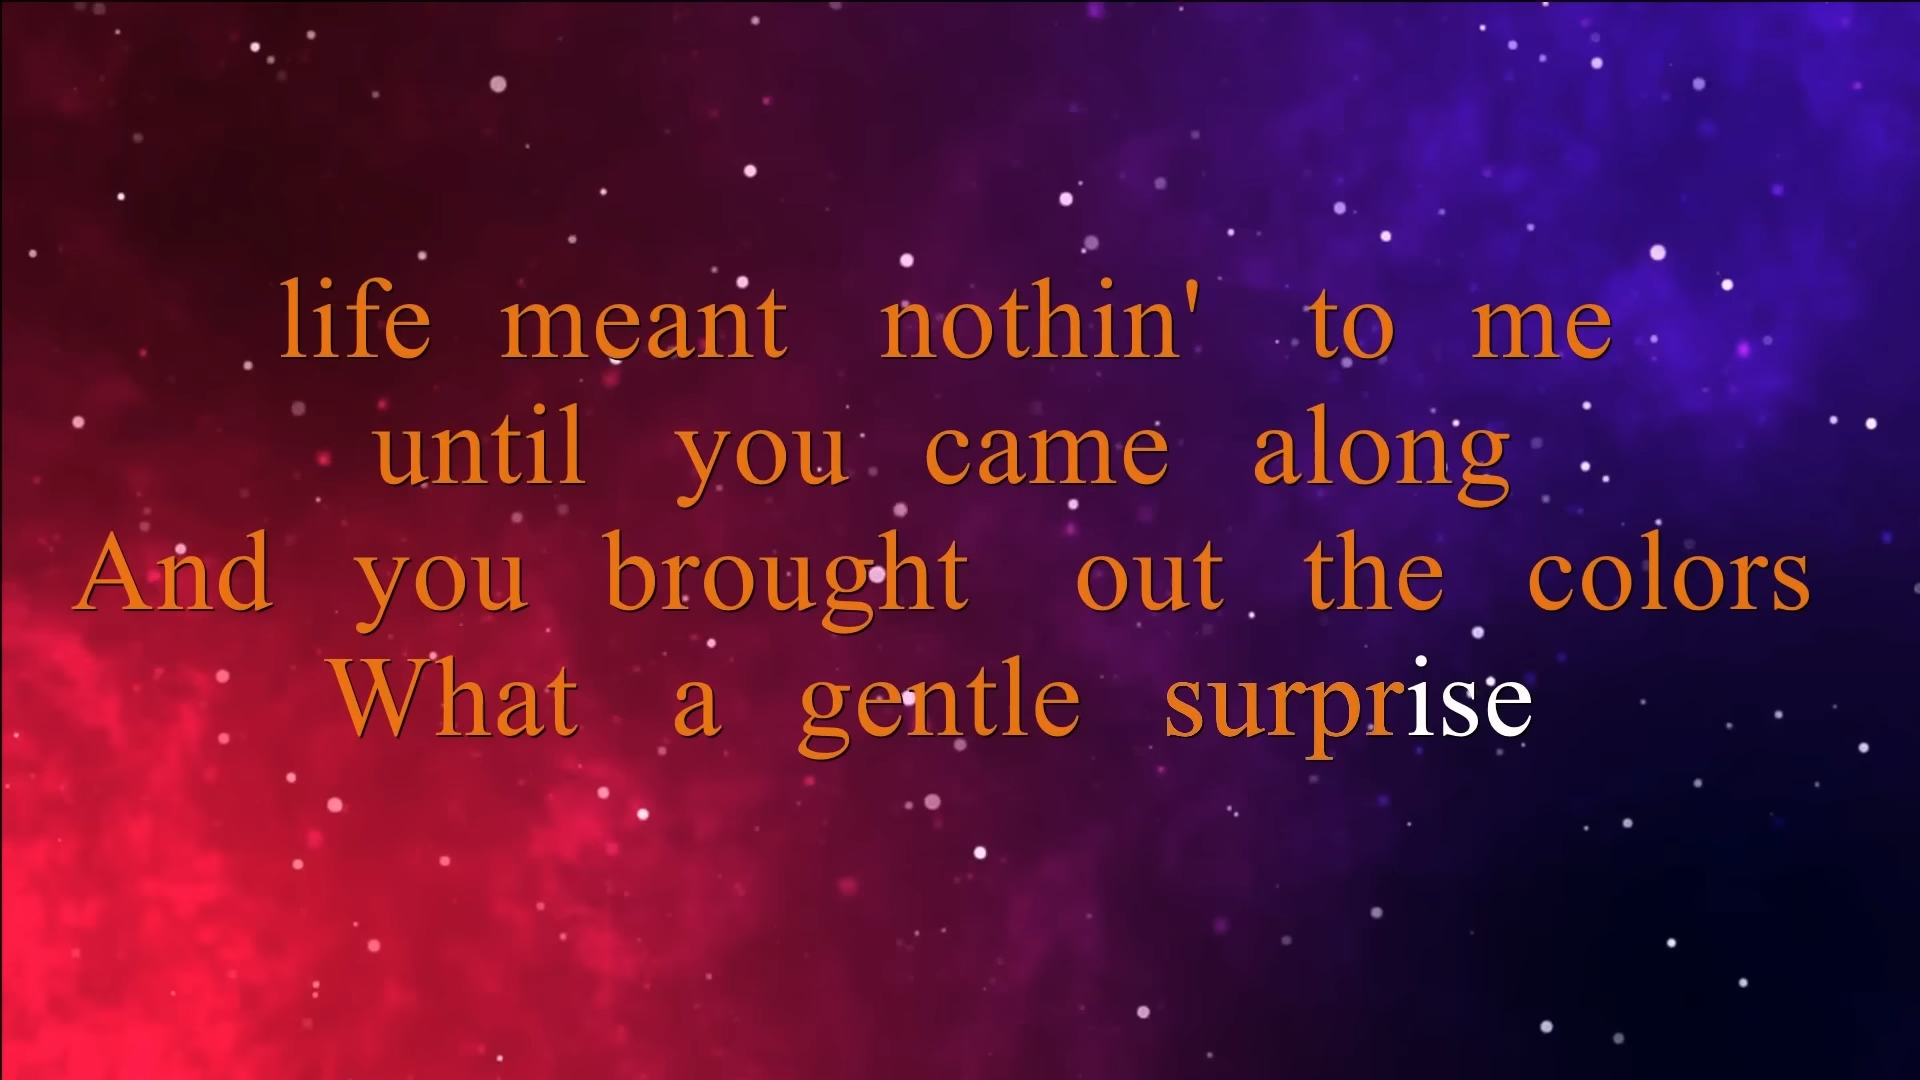 life meant nothin' to me
until you came along
And you brought out the colors
What a gentle surprise